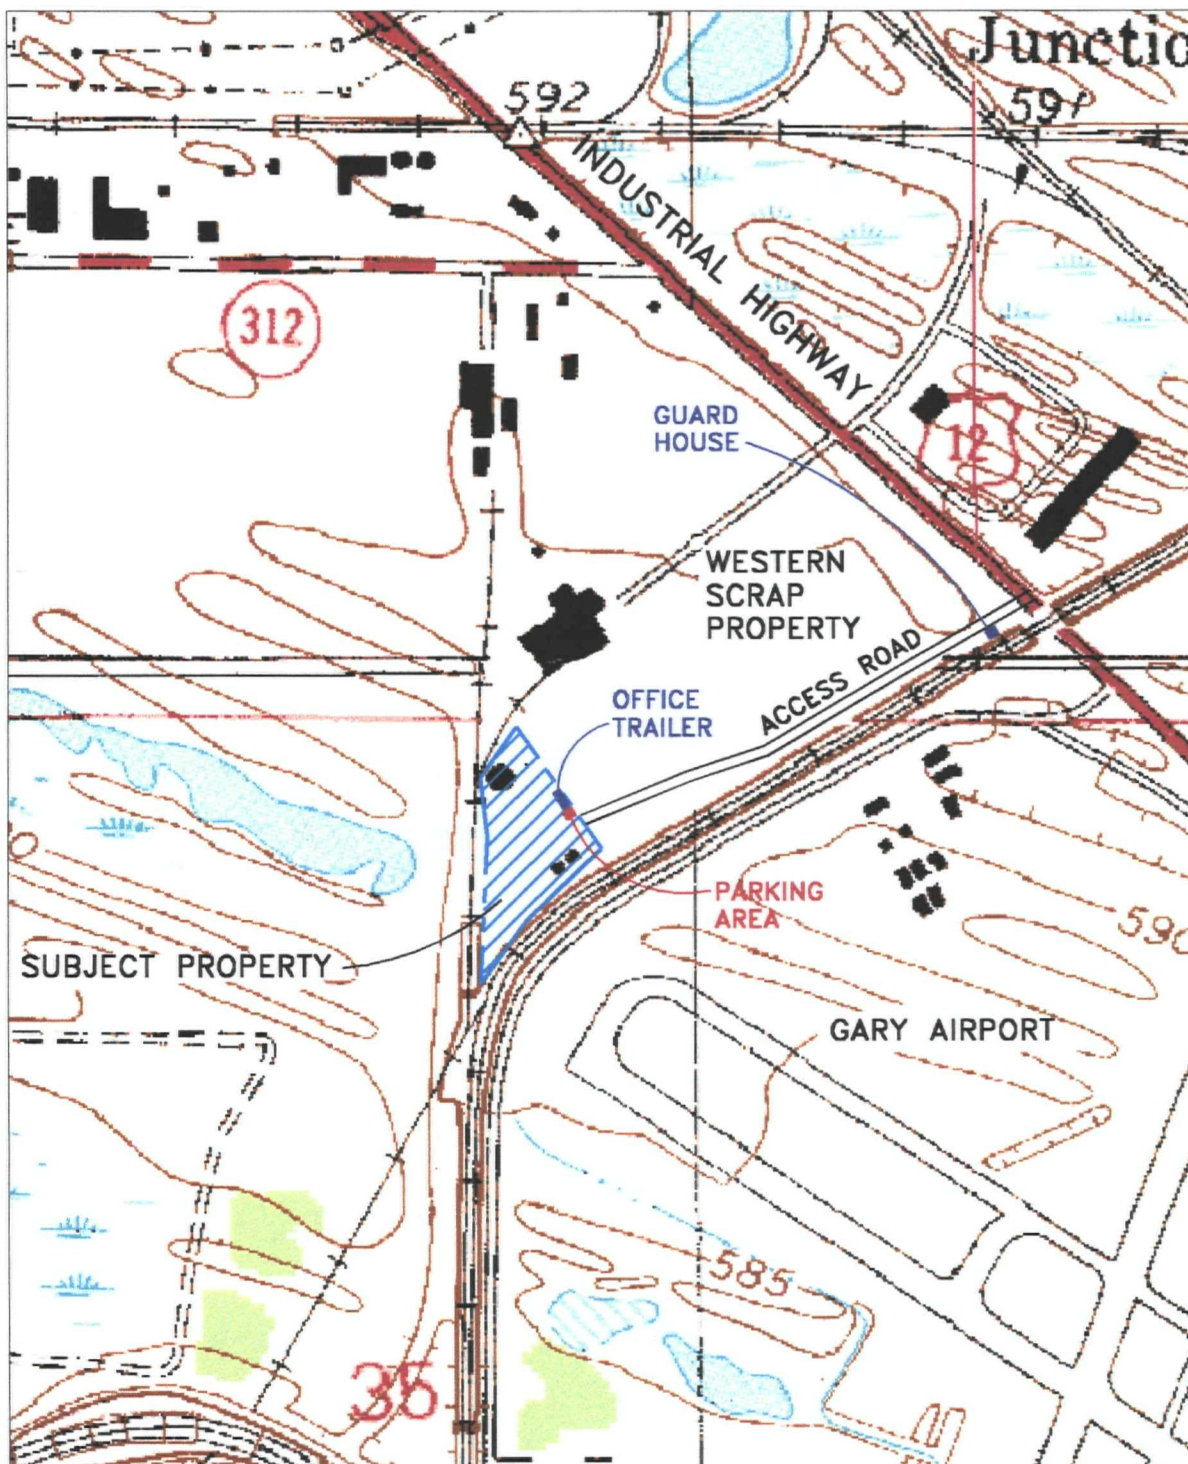 Junctio
592
591
INDUSTRIAL HIGHWAY
312
GUARD
HOUSE
12
WESTERN
SCRAP
PROPERTY
ACCESS ROAD
OFFICE
TRAILER
PARKING
AREA
SUBJECT PROPERTY
590
GARY AIRPORT
585
35